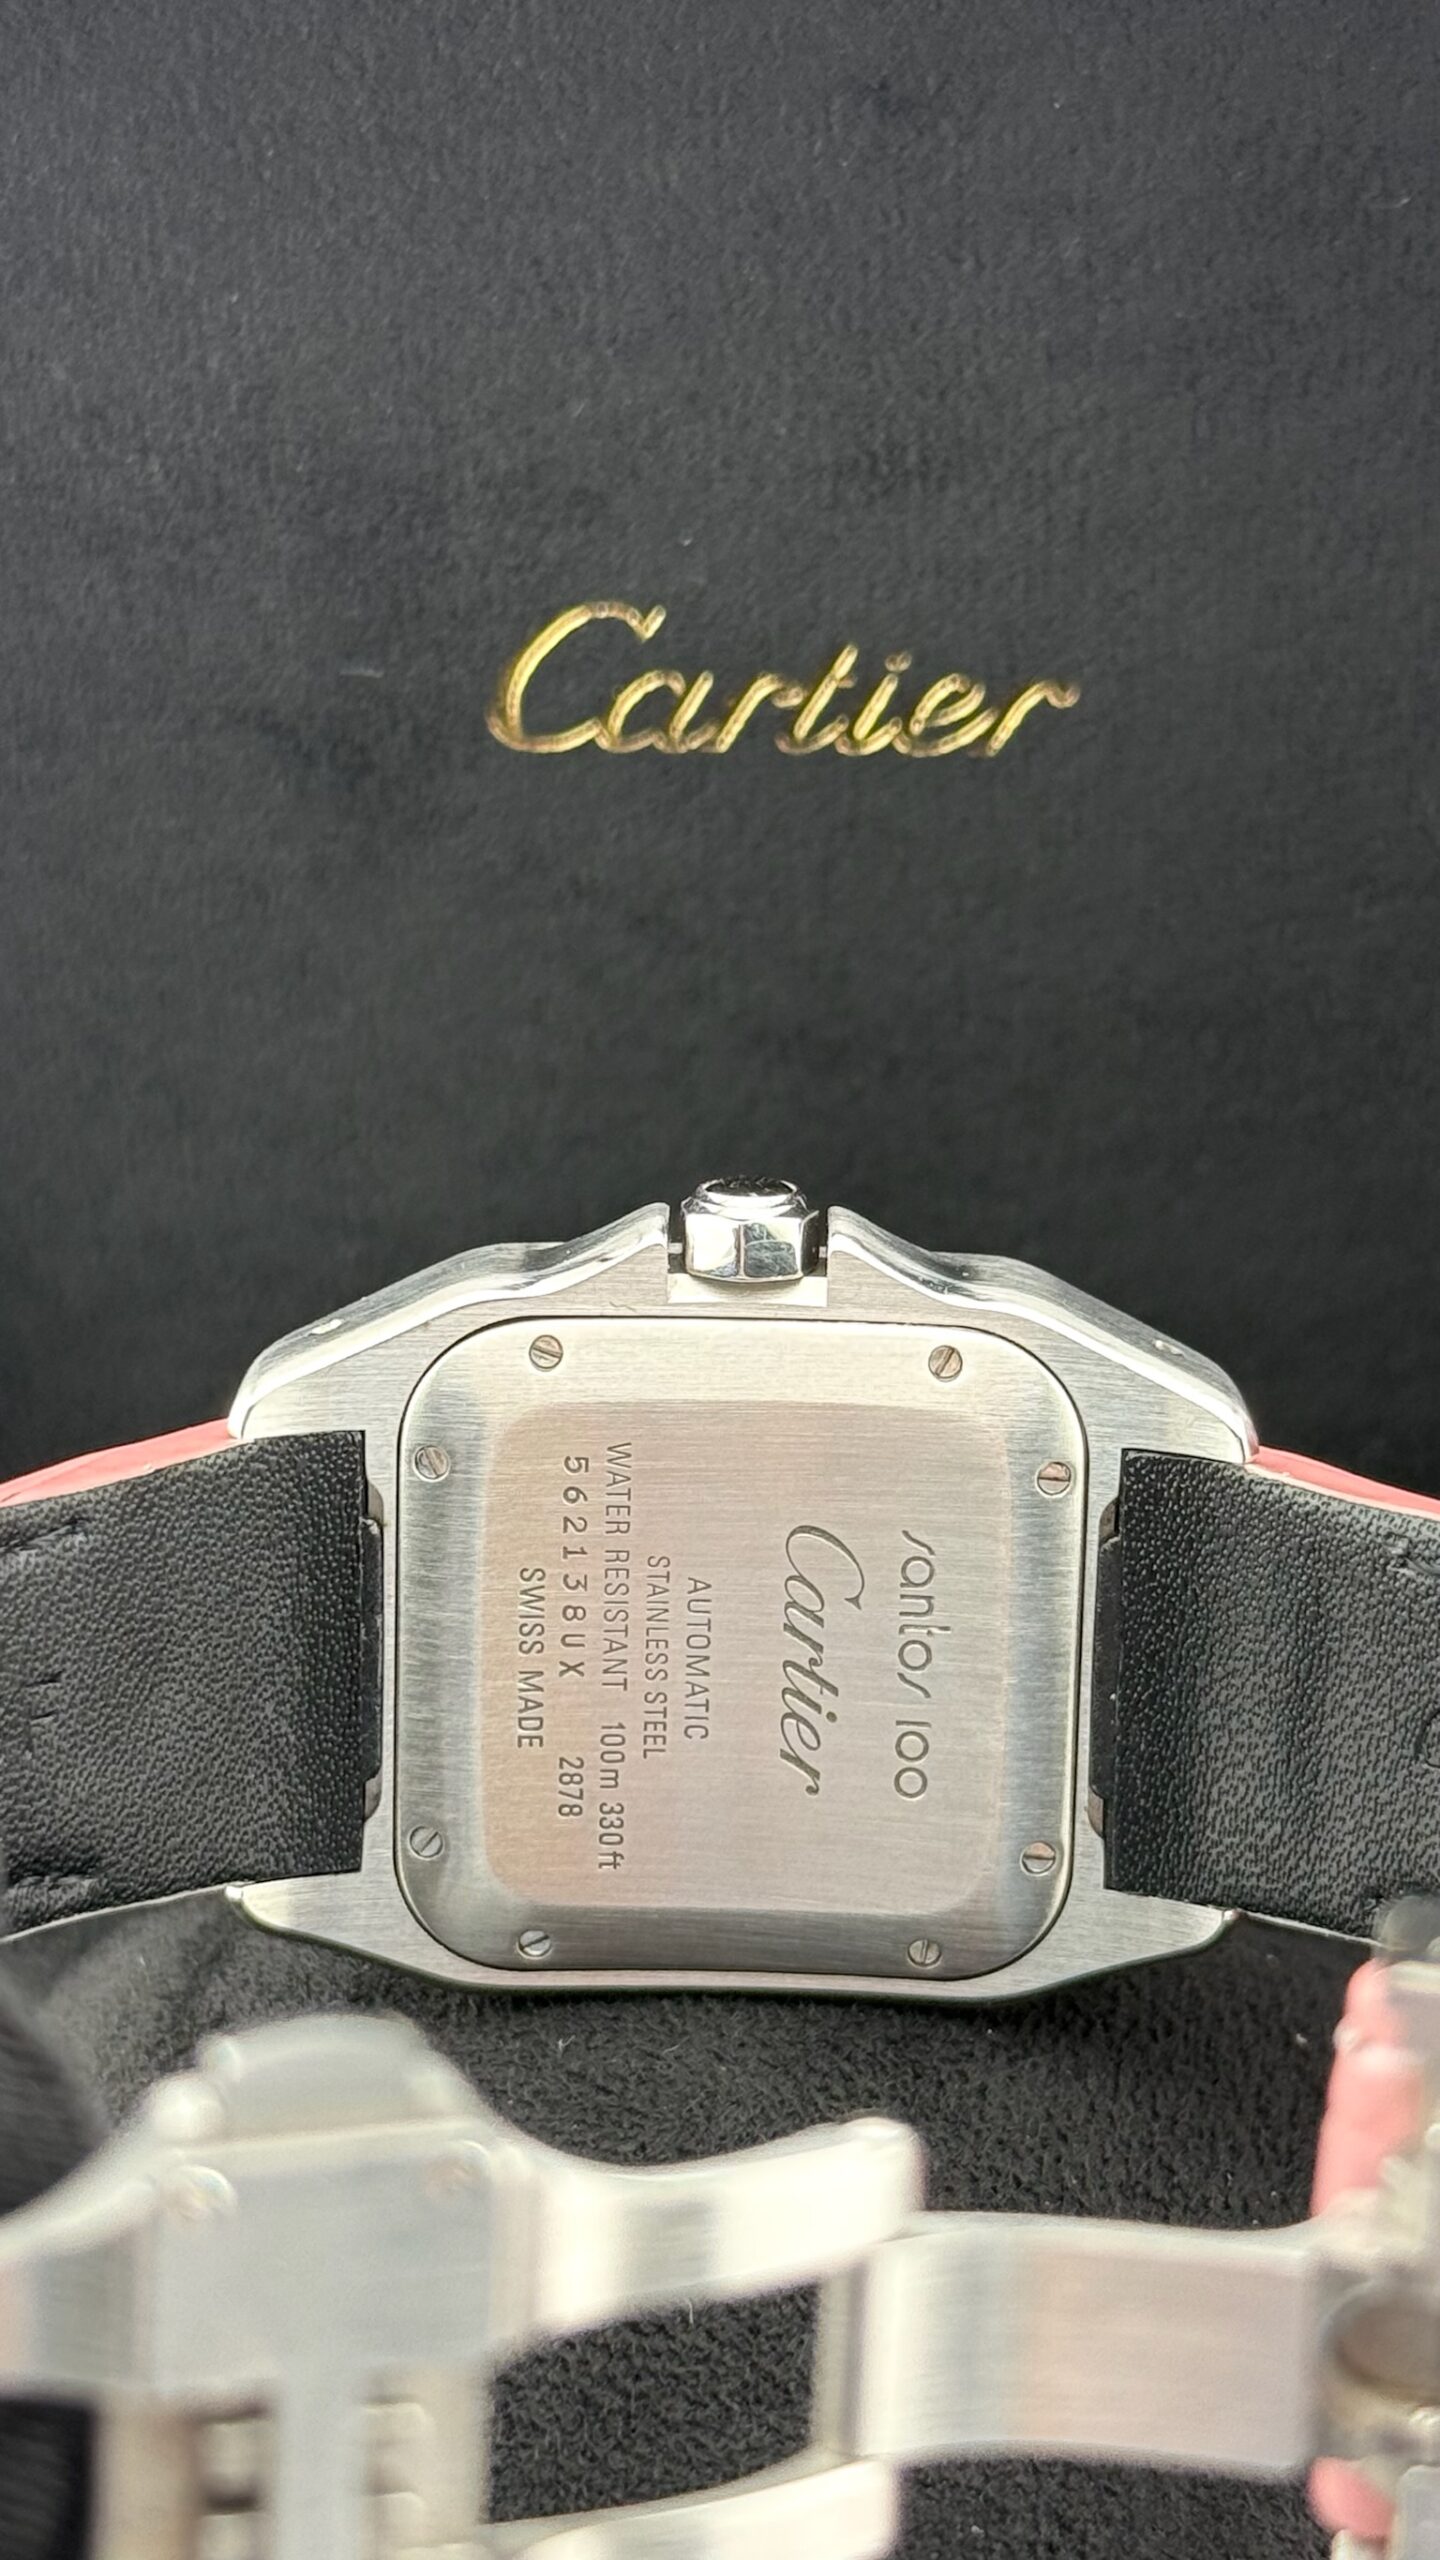 Cartier
santos 100
Cartier
AUTOMATIC
STAINLESS STEEL
WATER RESISTANT 100m 330ft
562138UX 2878
SWISS MADE